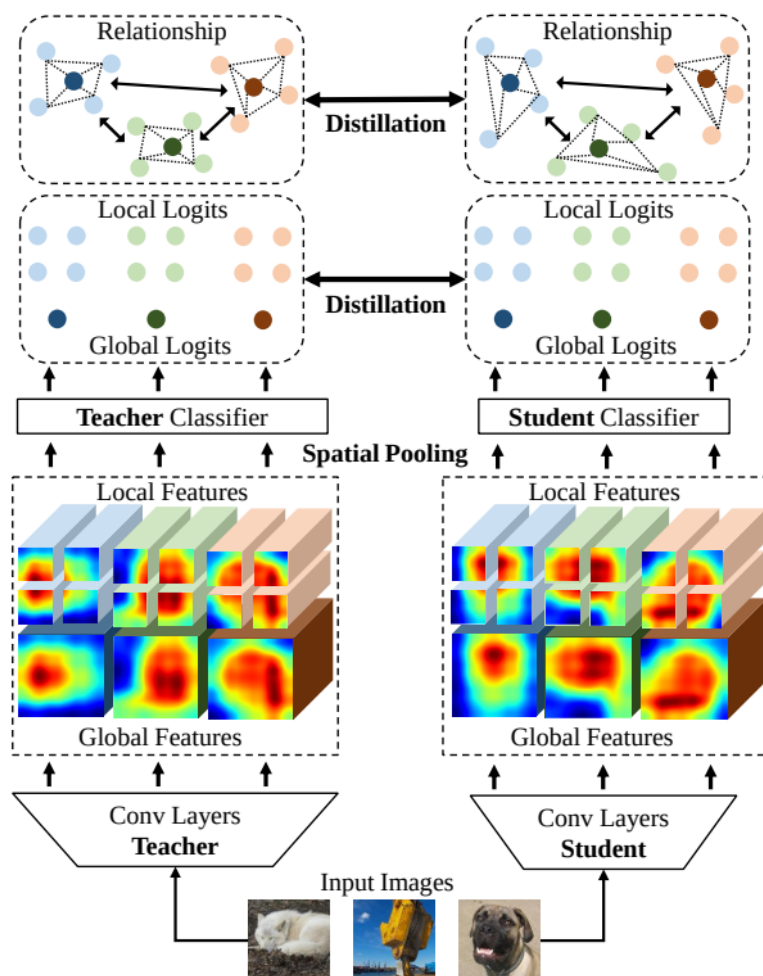 Relationship
Relationship
Distillation
Local Logits
Local Logits
Distillation
Global Logits
Global Logits
Teacher Classifier
Student Classifier
Spatial Pooling
Local Features
Local Features
Global Features
Global Features
Conv Layers
Teacher
Conv Layers
Student
Input Images